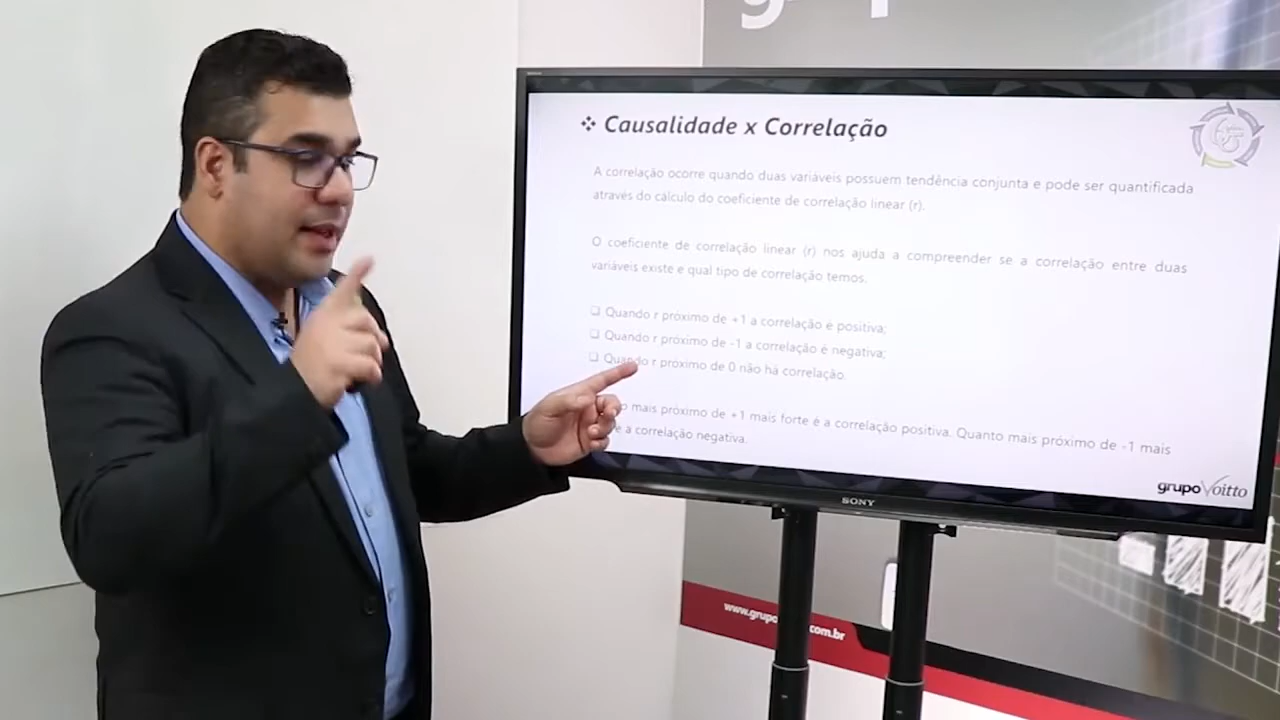 grupo
❖ Causalidade x Correlação
A correlação ocorre quando duas variáveis possuem tendência conjunta e pode ser quantificada
através do cálculo do coeficiente de correlação linear (r).
O coeficiente de correlação linear (r) nos ajuda a compreender se a correlação entre duas
variáveis existe e qual tipo de correlação temos.
❑ Quando r próximo de +1 a correlação é positiva;
❑ Quando r próximo de -1 a correlação é negativa;
❑ Quando r próximo de 0 não há correlação.
mais próximo de +1 mais forte é a correlação positiva. Quanto mais próximo de -1 mais
é a correlação negativa.
grupo Voitto
SONY
www.grupo com.br